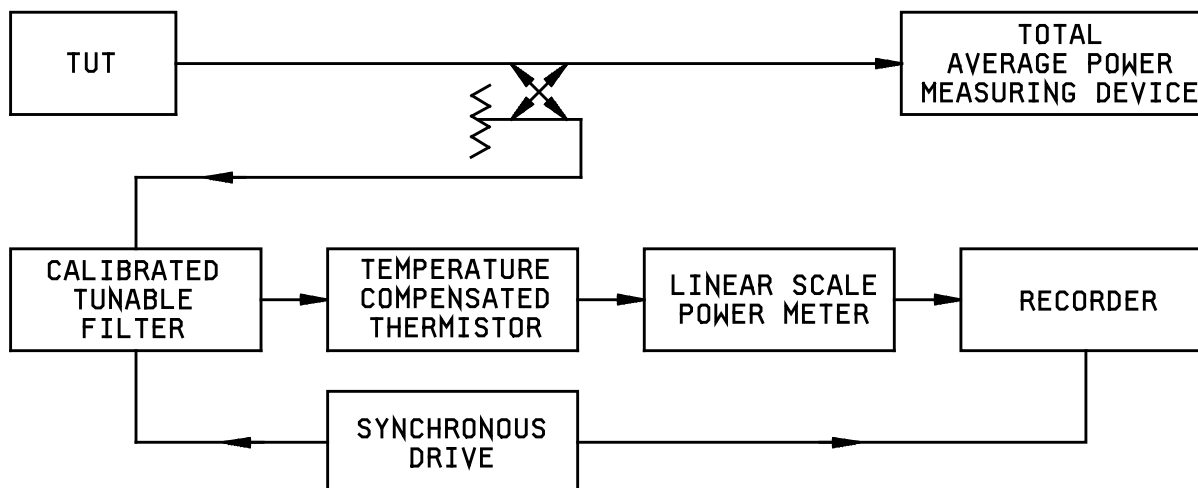 TUT
TOTAL
AVERAGE POWER
MEASURING DEVICE
CALIBRATED
TUNABLE
FILTER
TEMPERATURE
COMPENSATED
THERMISTOR
LINEAR SCALE
POWER METER
RECORDER
SYNCHRONOUS
DRIVE